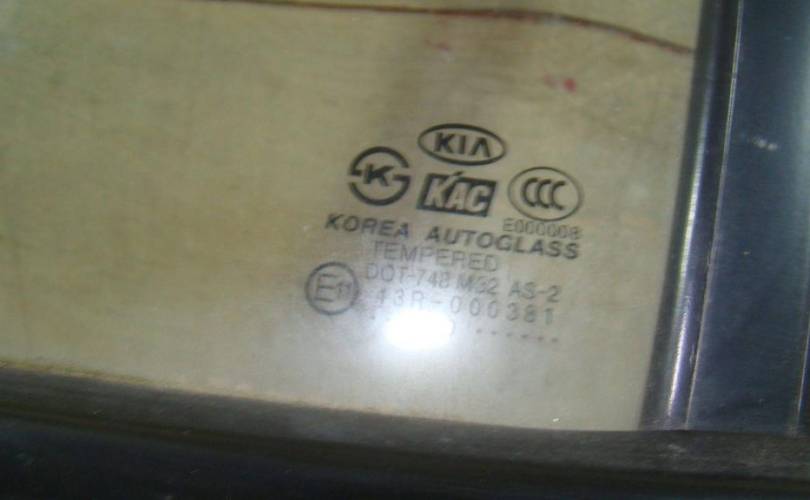 KIA
K
KAC
CCC
E000008
KOREA AUTOGLASS
TEMPERED
DOT-748 M32 AS-2
E11
43R-000381